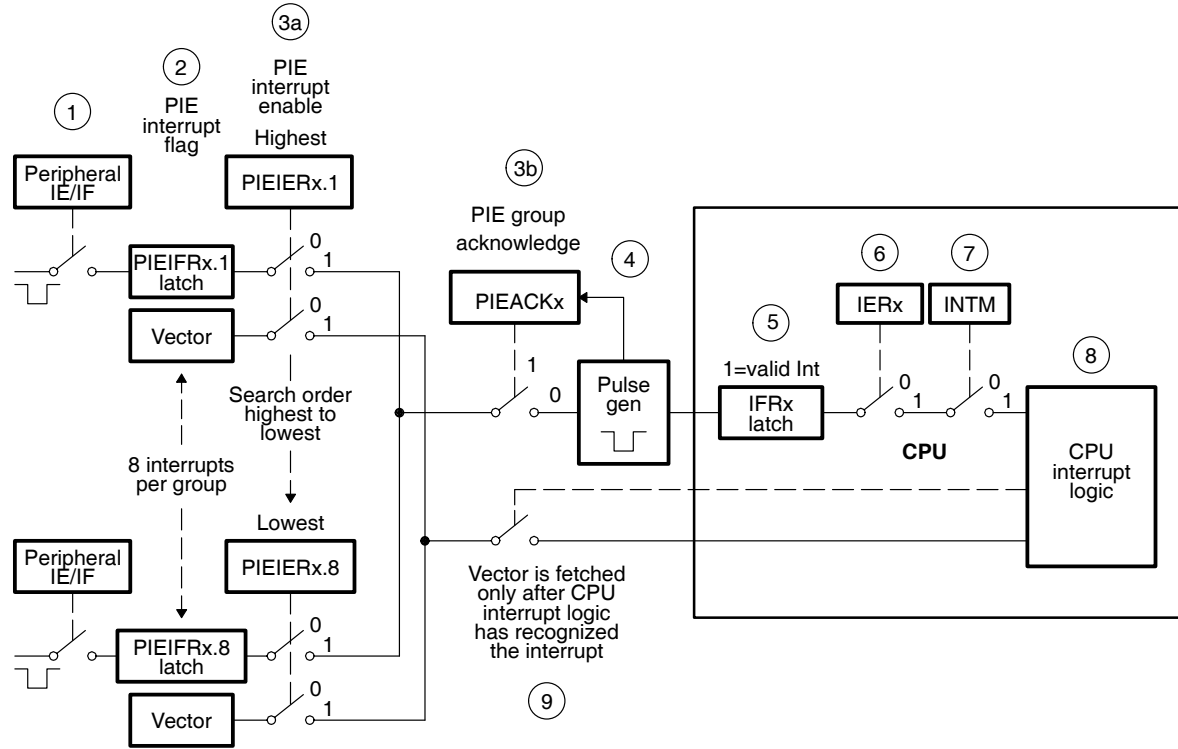 3a
2
PIE
interrupt
enable
1
PIE
interrupt
flag
Highest
Peripheral
IE/IF
PIEIERx.1
3b
PIE group
acknowledge
0
1
PIEIFRx.1
latch
4
6
7
PIEACKx
IERx
INTM
Vector
0
1
5
8
1
0
Pulse
gen
1=valid Int
IFRx
latch
0
1
0
1
Search order
highest to
lowest
CPU
CPU
interrupt
logic
8 interrupts
per group
Lowest
Peripheral
IE/IF
PIEIERx.8
Vector is fetched
only after CPU
interrupt logic
has recognized
the interrupt
PIEIFRx.8
latch
0
1
Vector
0
1
9